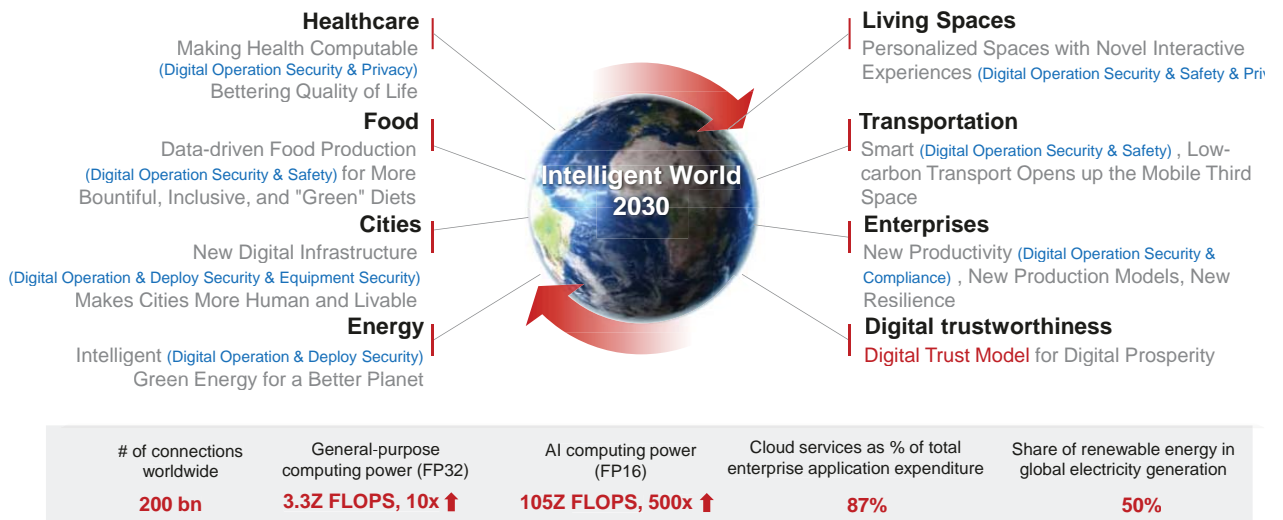 Healthcare
Making Health Computable
(Digital Operation Security & Privacy)
Bettering Quality of Life
Food
Data-driven Food Production
(Digital Operation Security & Safety) for More
Bountiful, Inclusive, and "Green" Diets
Cities
New Digital Infrastructure
(Digital Operation & Deploy Security & Equipment Security)
Makes Cities More Human and Livable
Energy
Intelligent (Digital Operation & Deploy Security)
Green Energy for a Better Planet
Intelligent World
2030
Living Spaces
Personalized Spaces with Novel Interactive
Experiences (Digital Operation Security & Safety &
Transportation
Smart (Digital Operation Security & Safety) , Low-
carbon Transport Opens up the Mobile Third
Space
Enterprises
New Productivity (Digital Operation Security &
Compliance) , New Production Models, New
Resilience
Digital trustworthiness
Digital Trust Model for Digital Prosperity
# of connections
worldwide
200 bn
General-purpose
computing power (FP32)
3.3Z FLOPS, 10x
AI computing power
(FP16)
105Z FLOPS, 500x
Cloud services as % of total
enterprise application expenditure
87%
Share of renewable energy in
global electricity generation
50%